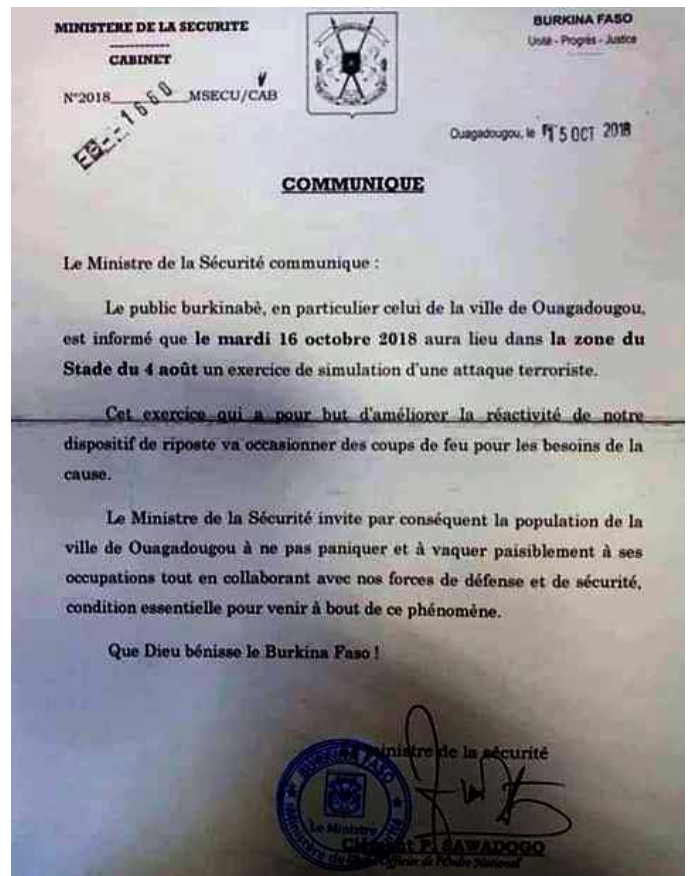 MINISTERE DE LA SECURITE
CABINET
N°2018 1660 MSECU/CAB
BURKINA FASO
Unité - Progrès - Justice
Ouagadougou, le 15 OCT 2018
COMMUNIQUE
Le Ministre de la Sécurité communique :
Le public burkinabè, en particulier celui de la ville de Ouagadougou,
est informé que le mardi 16 octobre 2018 aura lieu dans la zone du
Stade du 4 août un exercice de simulation d'une attaque terroriste.
Cet exercice qui a pour but d'améliorer la réactivité de notre
dispositif de riposte va occasionner des coups de feu pour les besoins de la
cause.
Le Ministre de la Sécurité invite par conséquent la population de la
ville de Ouagadougou à ne pas paniquer et à vaquer paisiblement à ses
occupations tout en collaborant avec nos forces de défense et de sécurité,
condition essentielle pour venir à bout de ce phénomène.
Que Dieu bénisse le Burkina Faso !
ministre de la sécurité
BURKINA FASO
Le Ministre
Clément P. SAWADOGO
Officier de l'Ordre National